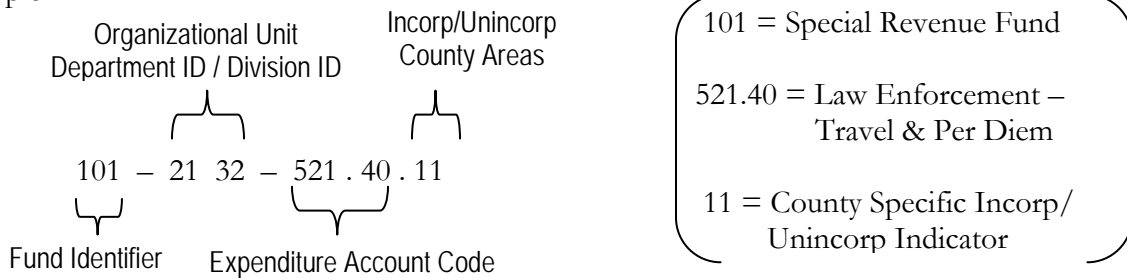 Organizational Unit
Department ID / Division ID
Incorp/Unincorp
County Areas
101 – 21 32 – 521 . 40 . 11
Fund Identifier
Expenditure Account Code
101 = Special Revenue Fund
521.40 = Law Enforcement –
Travel & Per Diem
11 = County Specific Incorp/
Unincorp Indicator